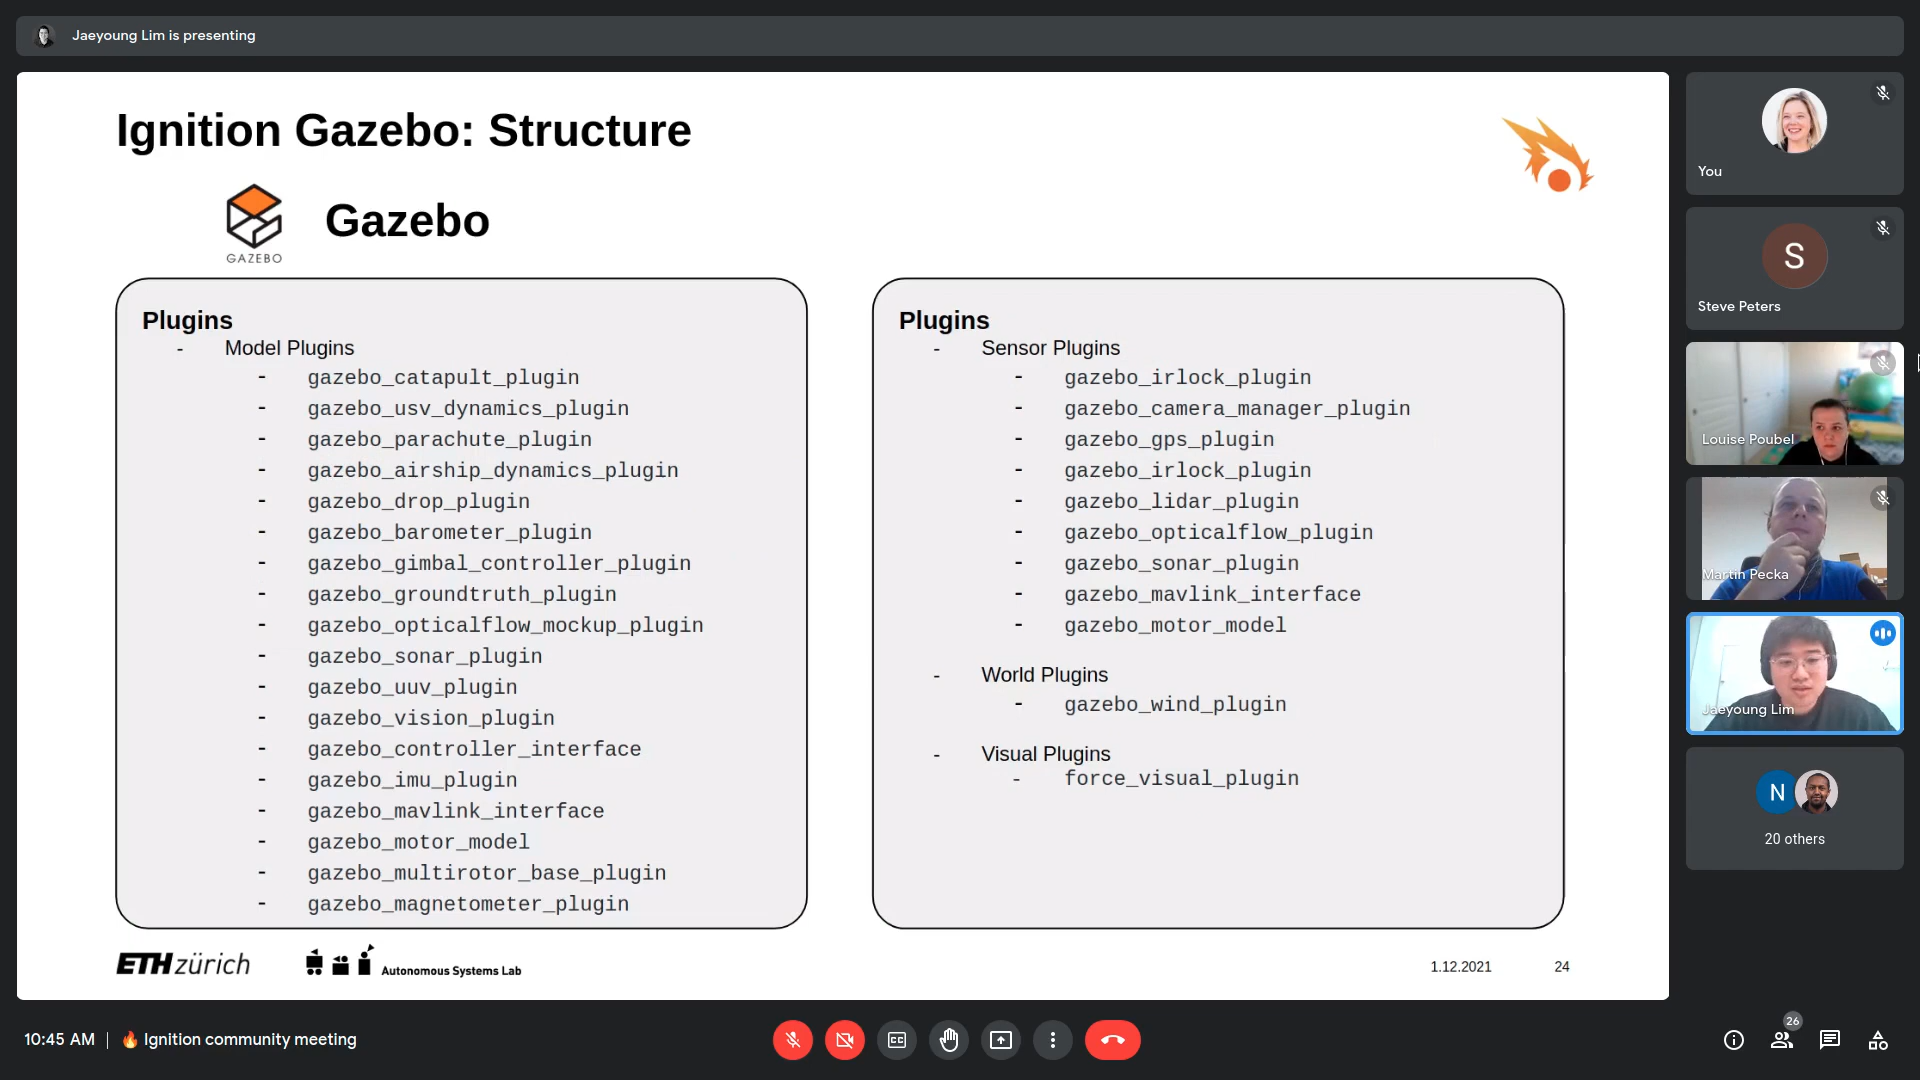 Jaeyoung Lim is presenting
Ignition Gazebo: Structure
GAZEBO
Gazebo
Plugins
- Model Plugins
- gazebo_catapult_plugin
- gazebo_usv_dynamics_plugin
- gazebo_parachute_plugin
- gazebo_airship_dynamics_plugin
- gazebo_drop_plugin
- gazebo_barometer_plugin
- gazebo_gimbal_controller_plugin
- gazebo_groundtruth_plugin
- gazebo_opticalflow_mockup_plugin
- gazebo_sonar_plugin
- gazebo_uuv_plugin
- gazebo_vision_plugin
- gazebo_controller_interface
- gazebo_imu_plugin
- gazebo_mavlink_interface
- gazebo_motor_model
- gazebo_multirotor_base_plugin
- gazebo_magnetometer_plugin
Plugins
- Sensor Plugins
- gazebo_irlock_plugin
- gazebo_camera_manager_plugin
- gazebo_gps_plugin
- gazebo_irlock_plugin
- gazebo_lidar_plugin
- gazebo_opticalflow_plugin
- gazebo_sonar_plugin
- gazebo_mavlink_interface
- gazebo_motor_model
- World Plugins
- gazebo_wind_plugin
- Visual Plugins
- force_visual_plugin
ETH zürich
Autonomous Systems Lab
1.12.2021
24
You
S
Steve Peters
Louise Poubel
Martin Pecka
Jaeyoung Lim
N
20 others
10:45 AM | 🔥 Ignition community meeting
CC
26